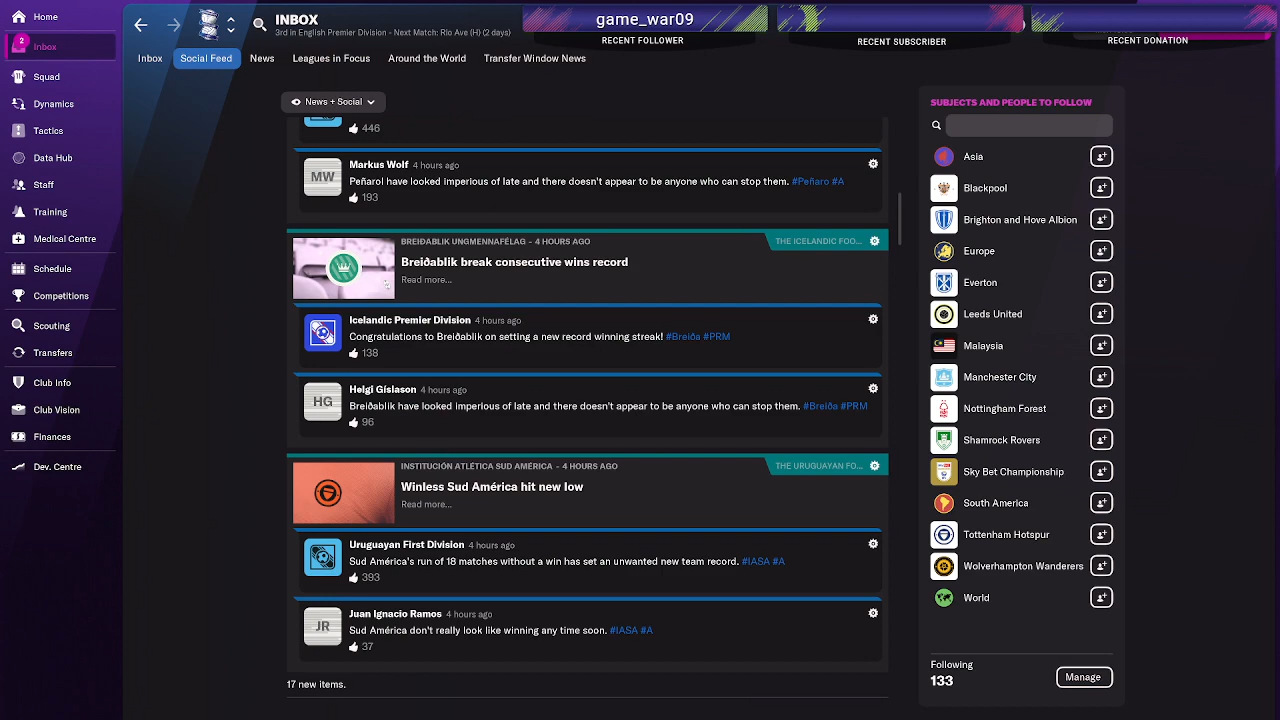 Home
2
Inbox
Squad
Dynamics
Tactics
Data Hub
Staff
Training
Medical Centre
Schedule
Competitions
Scouting
Transfers
Club Info
Club Vision
Finances
Dev. Centre
INBOX
3rd in English Premier Division - Next Match: Rio Ave (H) (2 days)
game_war09
RECENT FOLLOWER
RECENT SUBSCRIBER
RECENT DONATION
Inbox
Social Feed
News
Leagues in Focus
Around the World
Transfer Window News
News + Social
446
MW
Markus Wolf 4 hours ago
Peñarol have looked imperious of late and there doesn't appear to be anyone who can stop them. #Peñaro #A
193
BREIÐABLIK UNGMENNAFÉLAG - 4 HOURS AGO
THE ICELANDIC FOO...
Breiðablik break consecutive wins record
Read more...
Icelandic Premier Division 4 hours ago
Congratulations to Breiðablik on setting a new record winning streak! #Breiða #PRM
138
HG
Helgi Gíslason 4 hours ago
Breiðablik have looked imperious of late and there doesn't appear to be anyone who can stop them. #Breiða #PRM
96
INSTITUCIÓN ATLÉTICA SUD AMÉRICA - 4 HOURS AGO
THE URUGUAYAN FO...
Winless Sud América hit new low
Read more...
Uruguayan First Division 4 hours ago
Sud América's run of 18 matches without a win has set an unwanted new team record. #IASA #A
393
JR
Juan Ignacio Ramos 4 hours ago
Sud América don't really look like winning any time soon. #IASA #A
37
17 new items.
SUBJECTS AND PEOPLE TO FOLLOW
Asia
Blackpool
Brighton and Hove Albion
Europe
Everton
Leeds United
Malaysia
Manchester City
Nottingham Forest
Shamrock Rovers
Sky Bet Championship
South America
Tottenham Hotspur
Wolverhampton Wanderers
World
Following
133
Manage